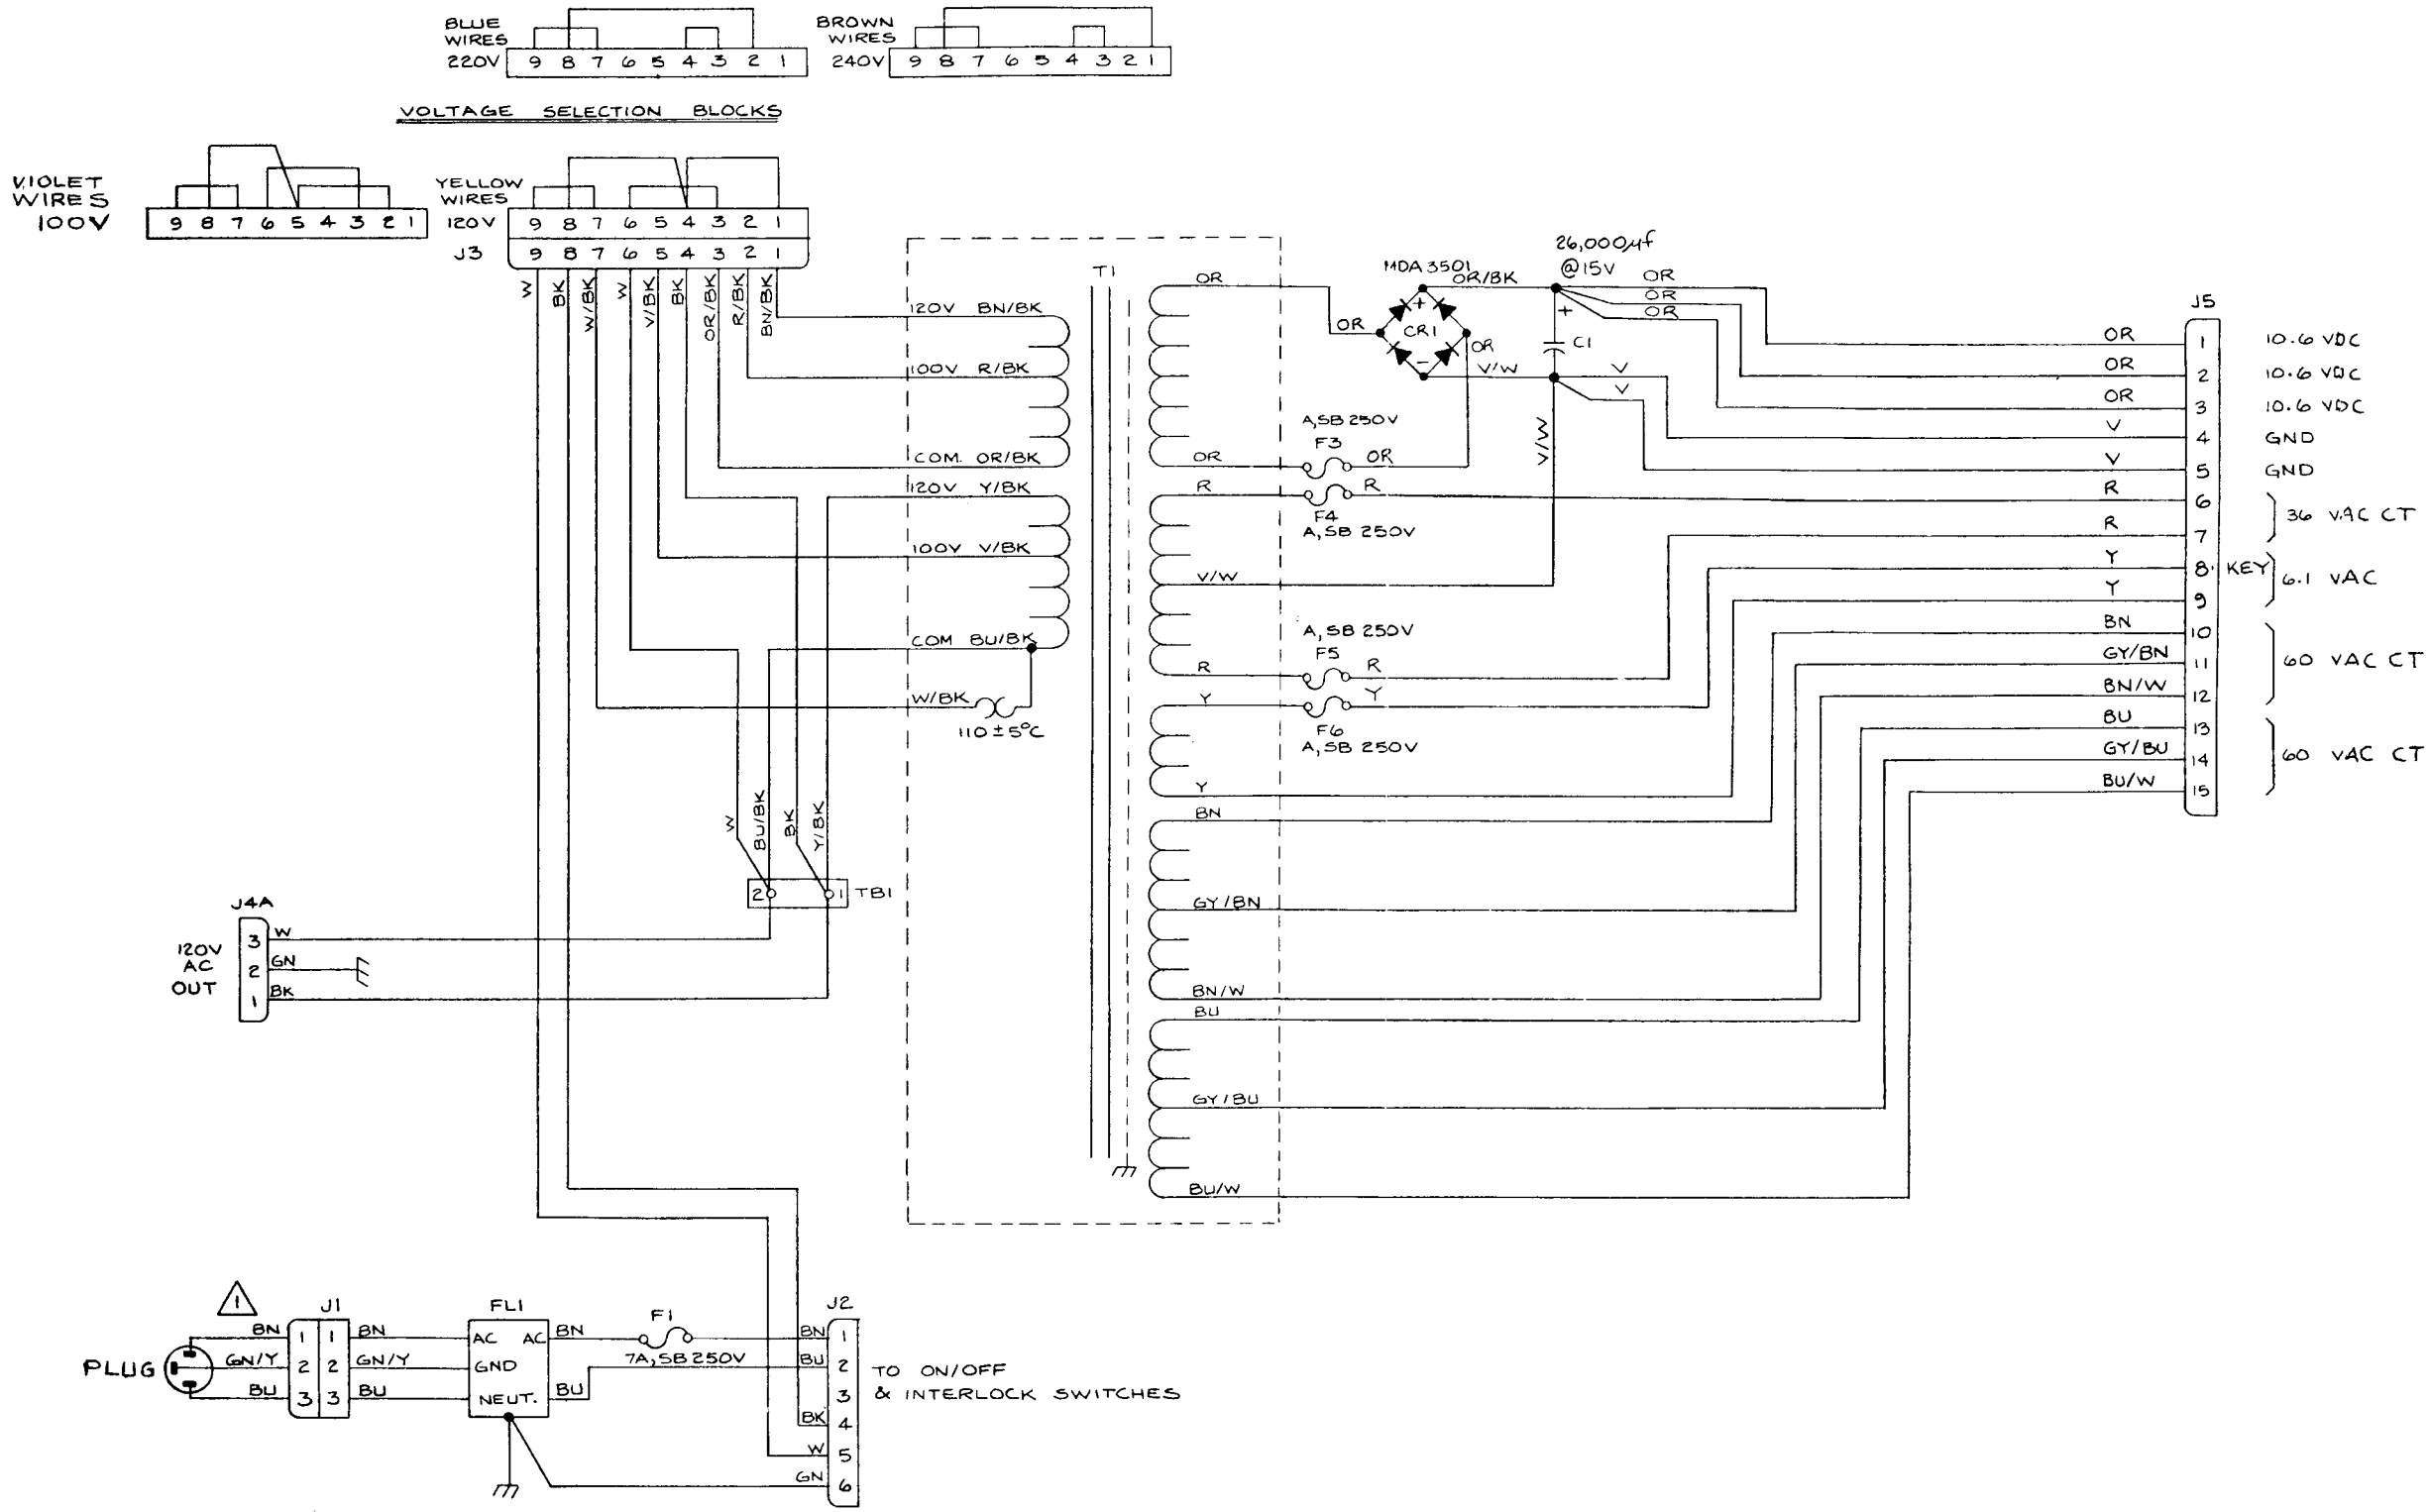 BLUE
WIRES
220V
9 8 7 6 5 4 3 2 1
BROWN
WIRES
240V
9 8 7 6 5 4 3 2 1
VOLTAGE SELECTION BLOCKS
VIOLET
WIRES
100V
9 8 7 6 5 4 3 2 1
YELLOW
WIRES
120V
9 8 7 6 5 4 3 2 1
J3
9 8 7 6 5 4 3 2 1
W
BK
W/BK
W
V/BK
BK
OR/BK
R/BK
BN/BK
T1
120V BN/BK
100V R/BK
COM. OR/BK
120V Y/BK
100V V/BK
COM BU/BK
W/BK
110±5°C
W
BU/BK
BK
Y/BK
2
1
TB1
OR
OR
R
V/W
R
Y
Y
BN
GY/BN
BN/W
BU
GY/BU
BU/W
MDA 3501
OR/BK
OR
+
CR1
-
OR
V/W
26,000µf
@15V
+
C1
OR
OR
OR
V
V
V/W
A,SB 250V
F3
OR
R
F4
A,SB 250V
A,SB 250V
F5
R
Y
F6
A,SB 250V
J5
OR 1 10.6 VDC
OR 2 10.6 VDC
OR 3 10.6 VDC
V 4 GND
V 5 GND
R 6
36 VAC CT
R 7
Y 8 KEY
6.1 VAC
Y 9
BN 10
GY/BN 11
60 VAC CT
BN/W 12
BU 13
GY/BU 14
60 VAC CT
BU/W 15
J4A
120V
AC
OUT
3 W
2 GN
1 BK
1
PLUG
BN
GN/Y
BU
J1
1 1 BN
2 2 GN/Y
3 3 BU
FL1
AC AC
GND
NEUT.
BN
BU
F1
7A,SB 250V
J2
BN 1
BU 2
3
BK 4
W 5
GN 6
TO ON/OFF
& INTERLOCK SWITCHES